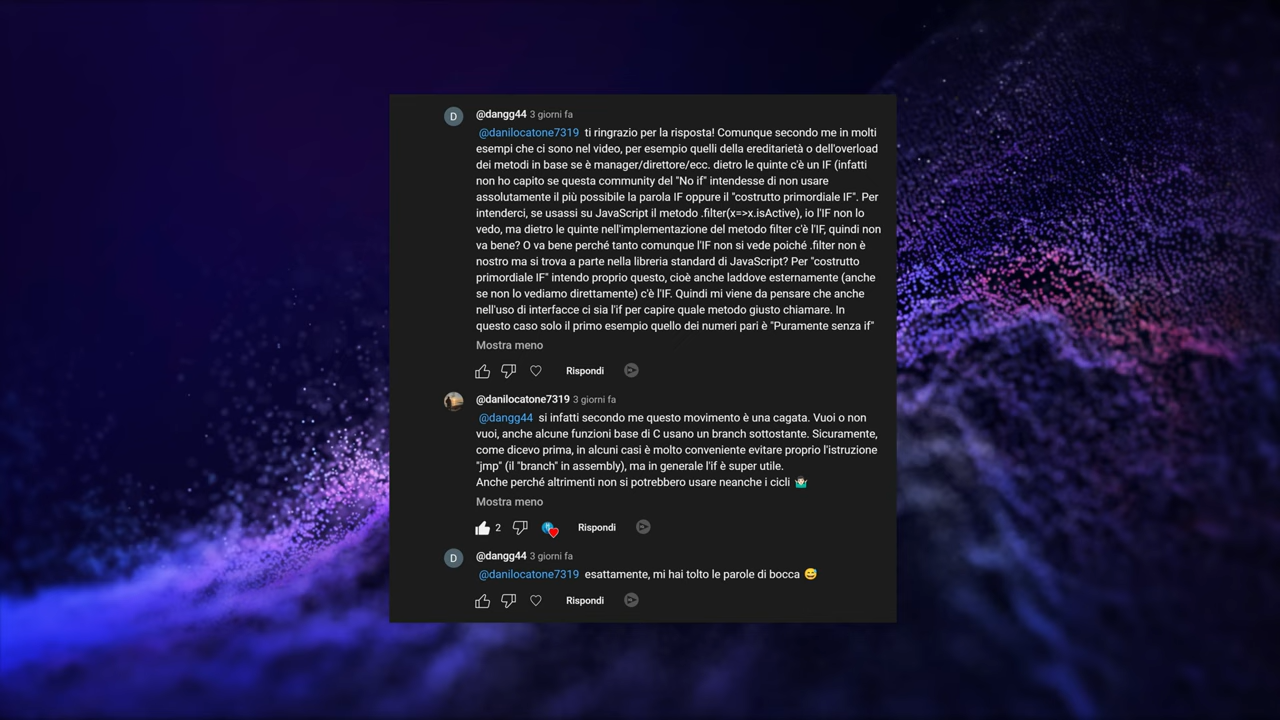 D
@dangg44 3 giorni fa
@danilocatone7319 ti ringrazio per la risposta! Comunque secondo me in molti
esempi che ci sono nel video, per esempio quelli della ereditarietà o dell'overload
dei metodi in base se è manager/direttore/ecc. dietro le quinte c'è un IF (infatti
non ho capito se questa community del "No if" intendesse di non usare
assolutamente il più possibile la parola IF oppure il "costrutto primordiale IF". Per
intenderci, se usassi su JavaScript il metodo .filter(x=>x.isActive), io l'IF non lo
vedo, ma dietro le quinte nell'implementazione del metodo filter c'è l'IF, quindi non
va bene? O va bene perché tanto comunque l'IF non si vede poiché .filter non è
nostro ma si trova a parte nella libreria standard di JavaScript? Per "costrutto
primordiale IF" intendo proprio questo, cioè anche laddove esternamente (anche
se non lo vediamo direttamente) c'è l'IF. Quindi mi viene da pensare che anche
nell'uso di interfacce ci sia l'if per capire quale metodo giusto chiamare. In
questo caso solo il primo esempio quello dei numeri pari è "Puramente senza if"
Mostra meno
Rispondi
@danilocatone7319 3 giorni fa
@dangg44 si infatti secondo me questo movimento è una cagata. Vuoi o non
vuoi, anche alcune funzioni base di C usano un branch sottostante. Sicuramente,
come dicevo prima, in alcuni casi è molto conveniente evitare proprio l'istruzione
"jmp" (il "branch" in assembly), ma in generale l'if è super utile.
Anche perché altrimenti non si potrebbero usare neanche i cicli 🤷🏻‍♂️
Mostra meno
2 Rispondi
D
@dangg44 3 giorni fa
@danilocatone7319 esattamente, mi hai tolto le parole di bocca 😅
Rispondi